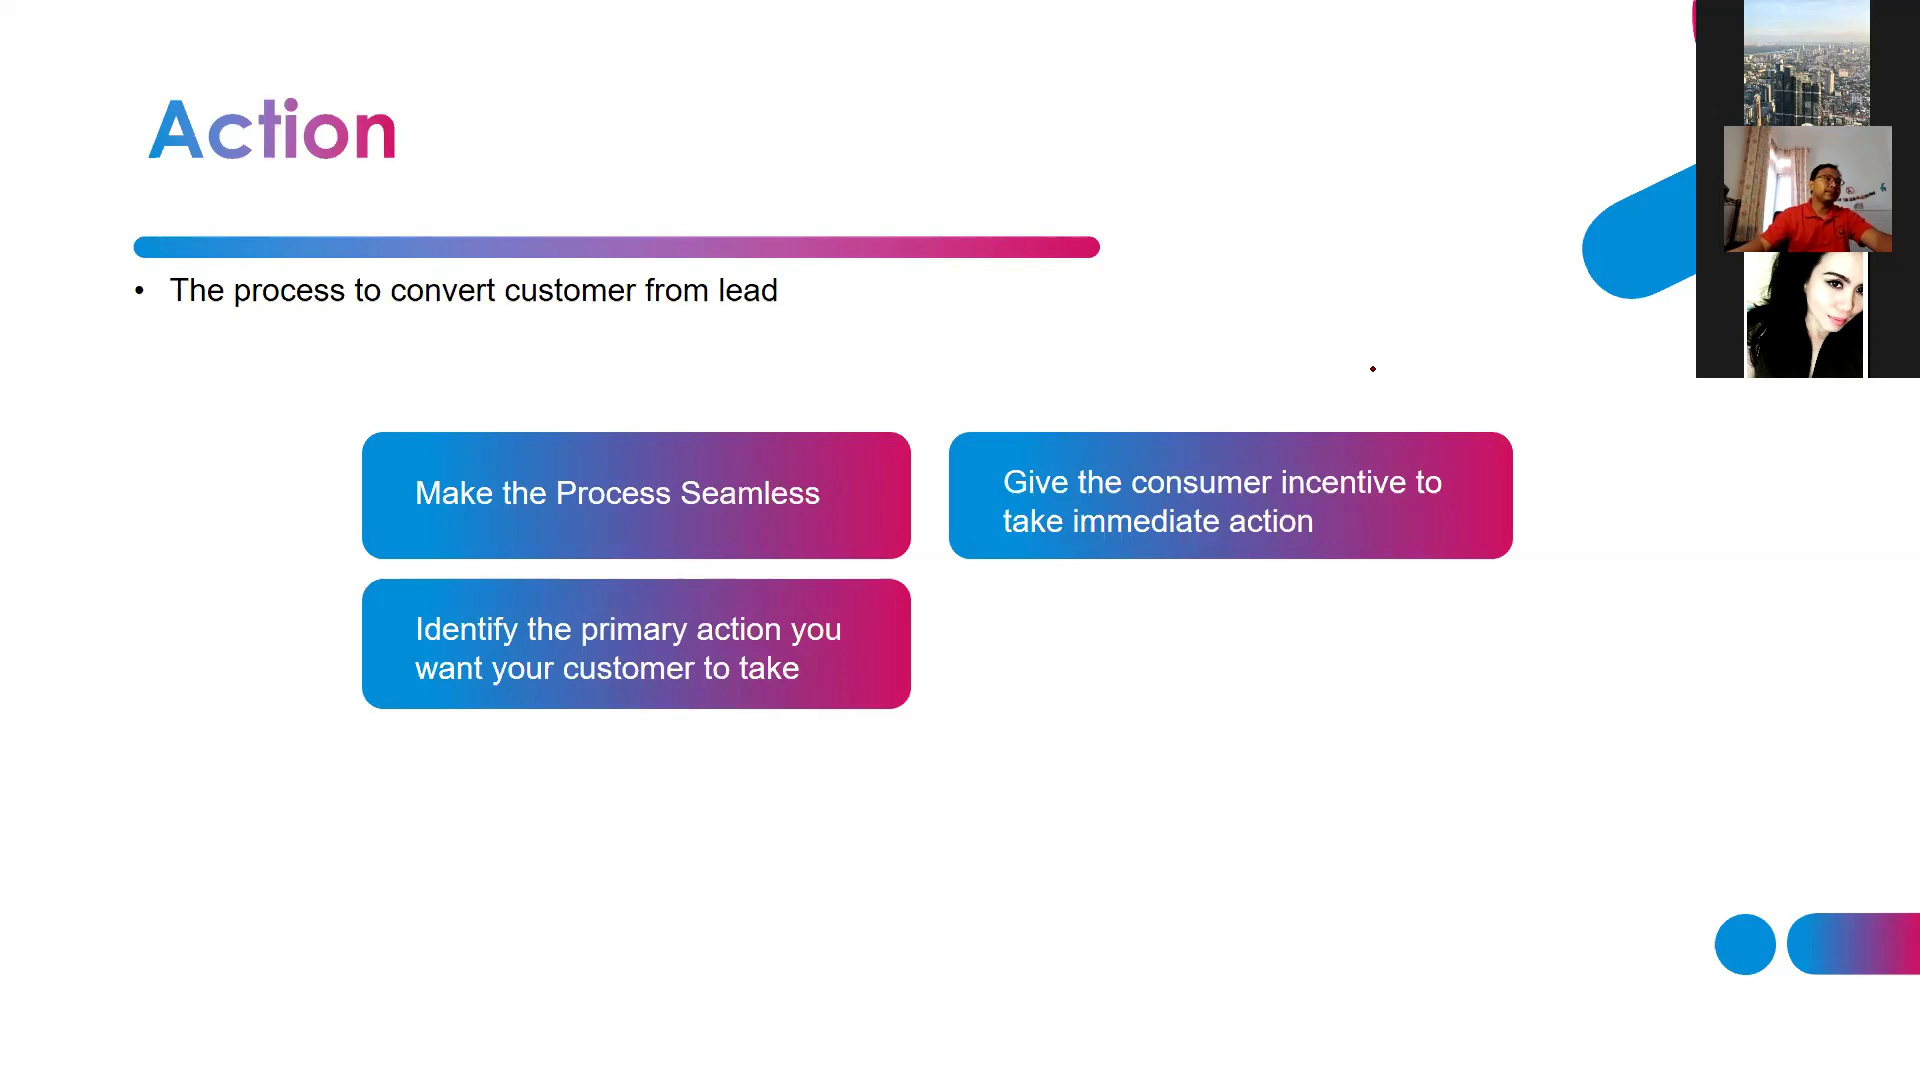 Action
• The process to convert customer from lead
Make the Process Seamless
Give the consumer incentive to
take immediate action
Identify the primary action you
want your customer to take